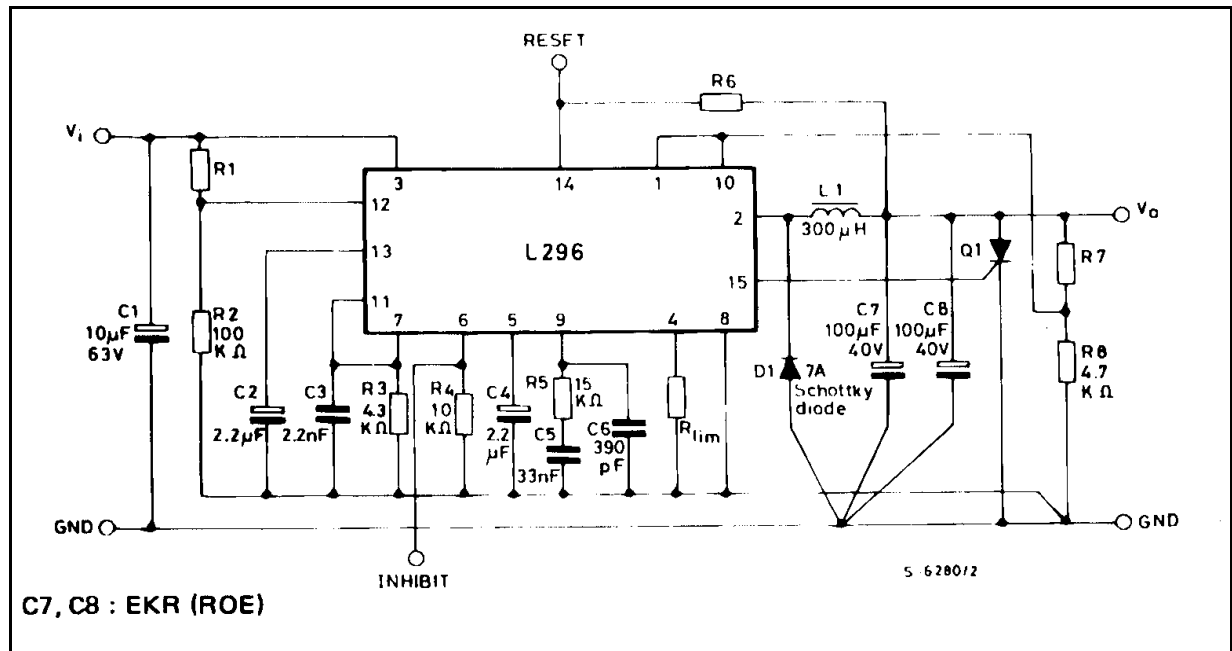 RESET
R6
Vi
R1
3
14
1
10
12
2
L1
300µH
Vo
13
L296
Q1
R7
15
11
C1
10µF
63V
R2
100
KΩ
7
6
5
9
4
8
C7
100µF
40V
C8
100µF
40V
R8
4.7
KΩ
C2
2.2µF
C3
2.2nF
R3
4.3
KΩ
R4
10
KΩ
C4
2.2
µF
R5
15
KΩ
C5
33nF
C6
390
pF
Rlim
D1
7A
Schottky
diode
GND
GND
INHIBIT
S-6280/2
C7, C8 : EKR (ROE)